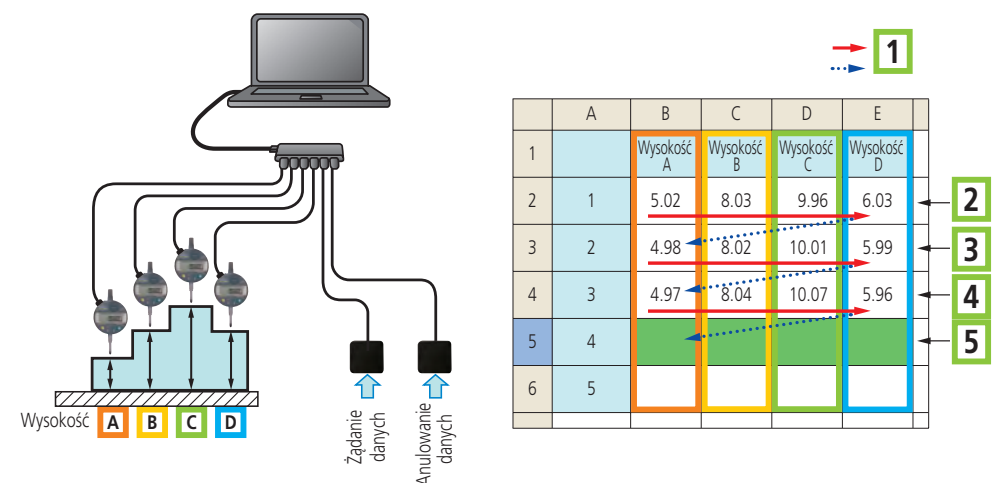 Wysokość A B C D
Żądanie
danych
Anulowanie
danych
1
A B C D E
1 Wysokość A Wysokość B Wysokość C Wysokość D
2 1 5.02 8.03 9.96 6.03 2
3 2 4.98 8.02 10.01 5.99 3
4 3 4.97 8.04 10.07 5.96 4
5 4 5
6 5